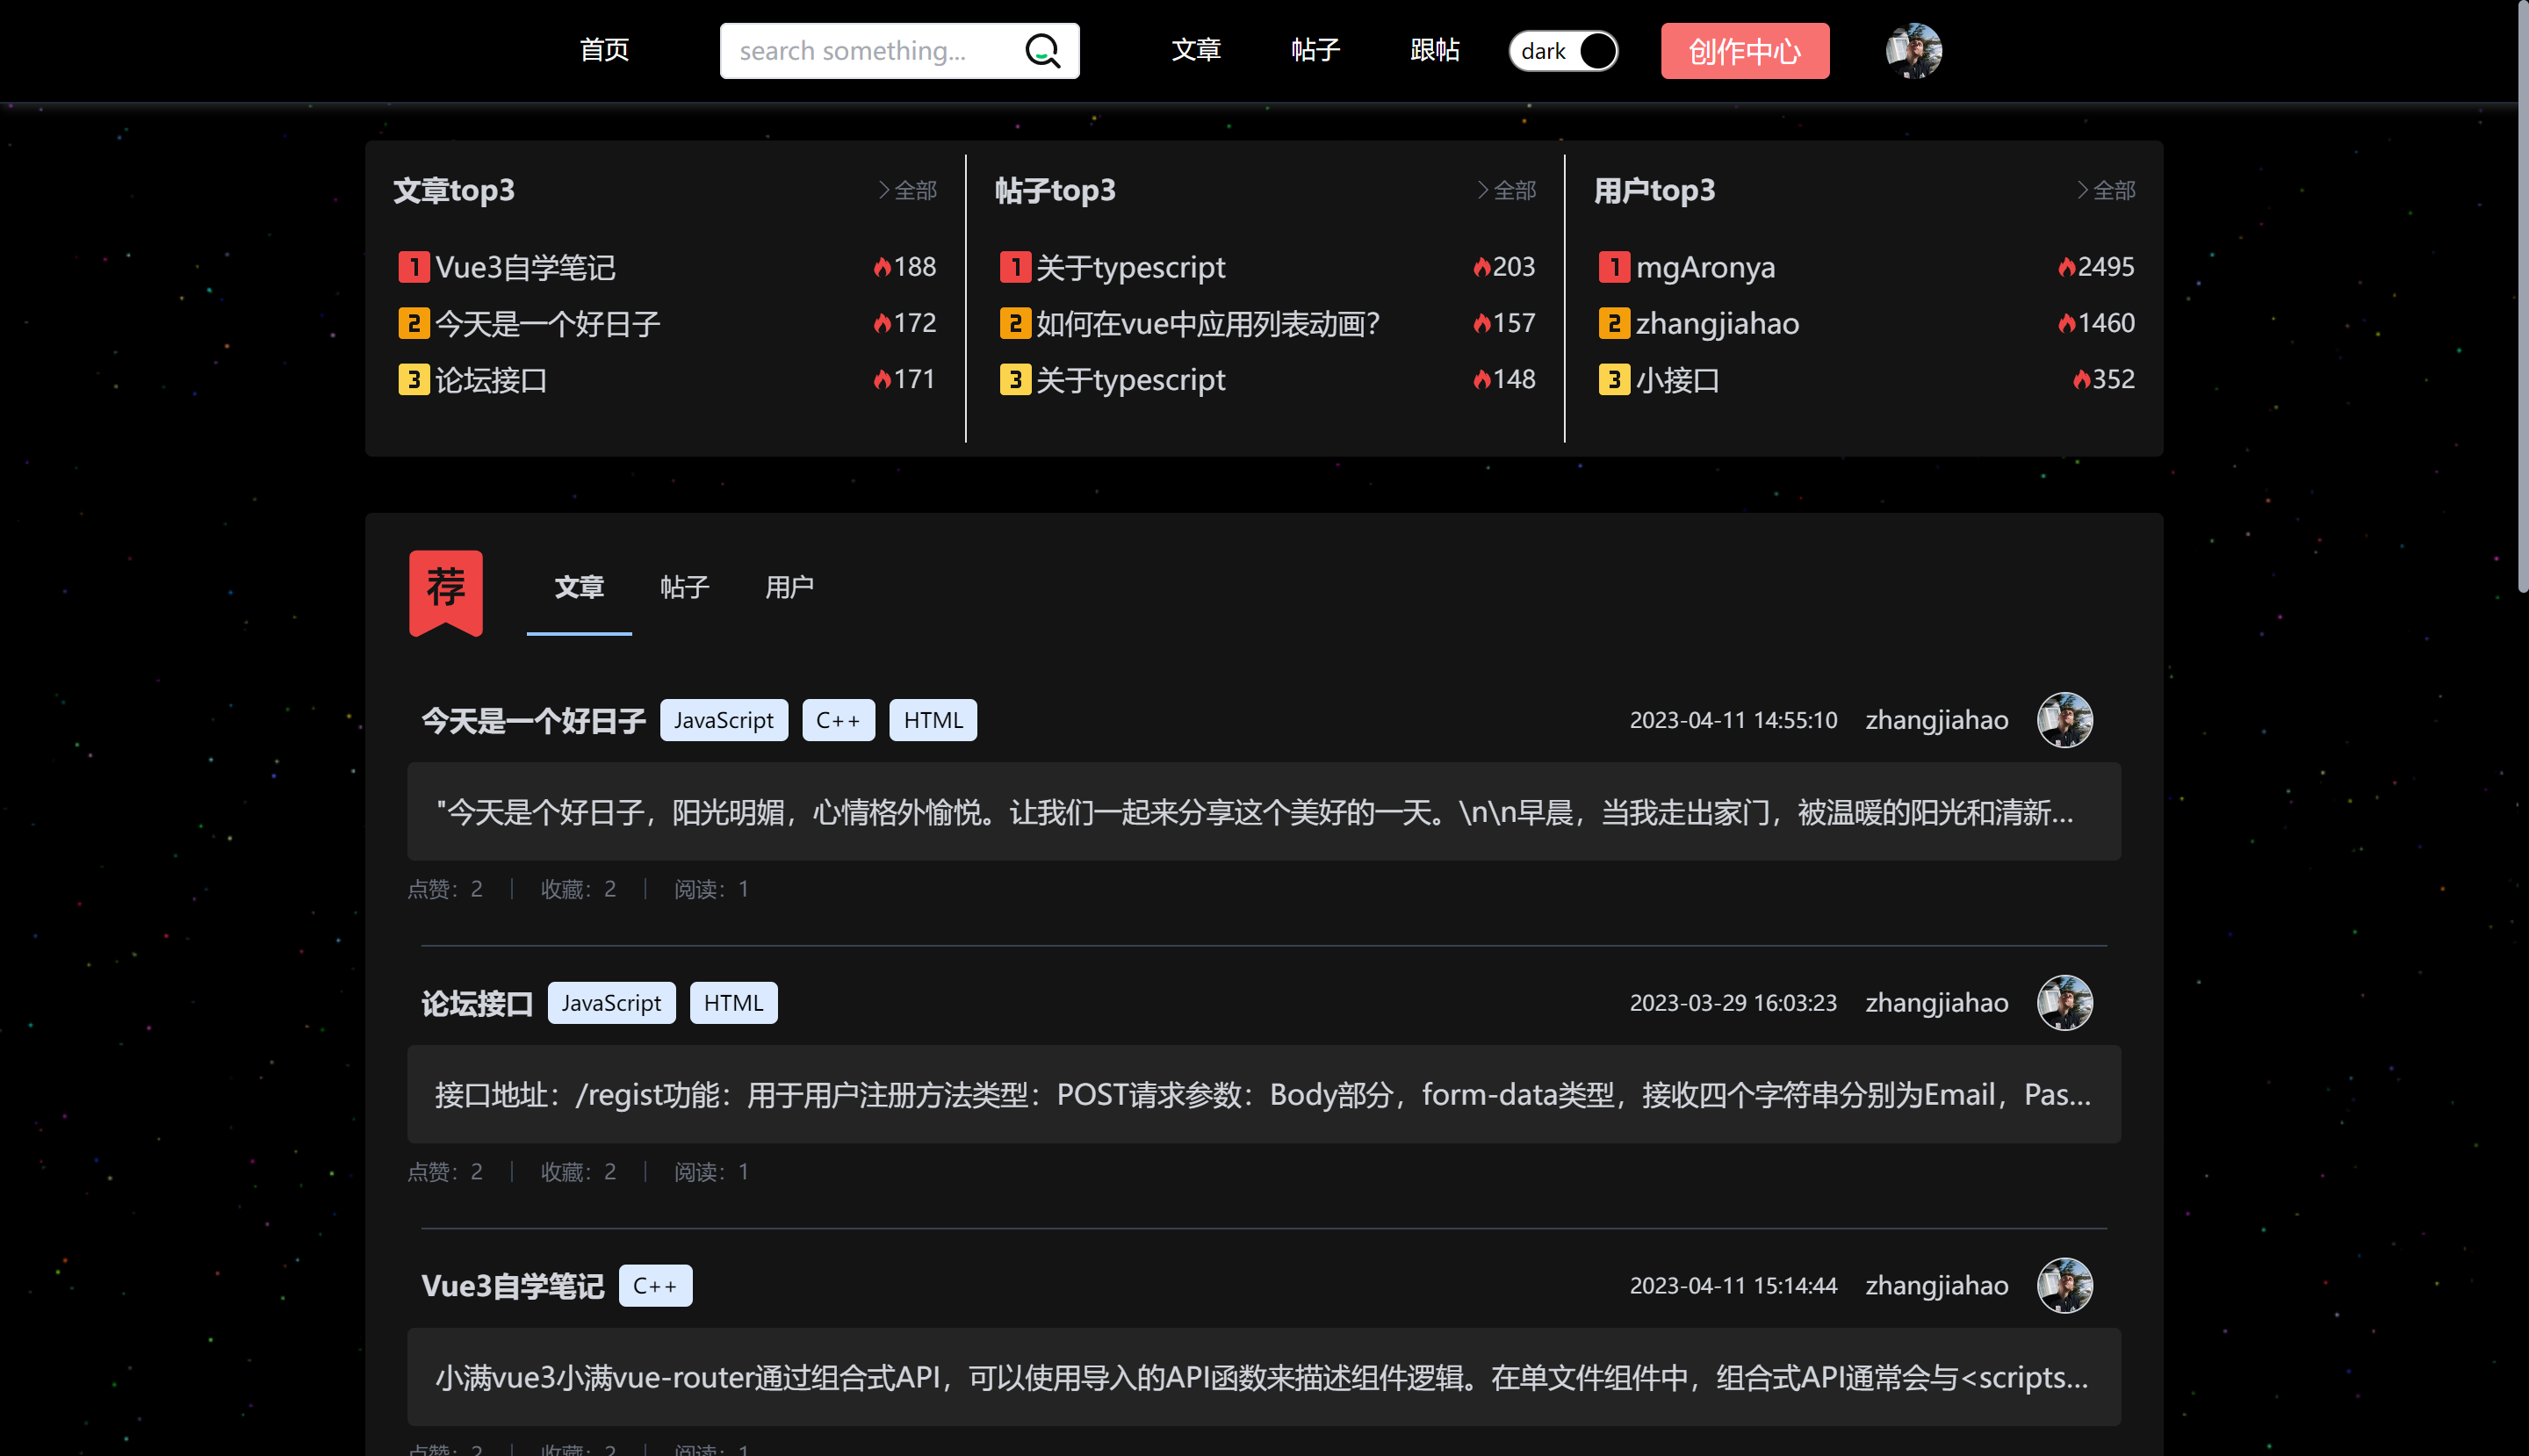 首页 search something... 文章 帖子 跟帖 dark 创作中心
文章top3 全部
1 Vue3自学笔记 188
2 今天是一个好日子 172
3 论坛接口 171
帖子top3 全部
1 关于typescript 203
2 如何在vue中应用列表动画? 157
3 关于typescript 148
用户top3 全部
1 mgAronya 2495
2 zhangjiahao 1460
3 小接口 352
荐 文章 帖子 用户
今天是一个好日子 JavaScript C++ HTML 2023-04-11 14:55:10 zhangjiahao
"今天是个好日子，阳光明媚，心情格外愉悦。让我们一起来分享这个美好的一天。\n\n早晨，当我走出家门，被温暖的阳光和清新...
点赞：2 | 收藏：2 | 阅读：1
论坛接口 JavaScript HTML 2023-03-29 16:03:23 zhangjiahao
接口地址：/regist功能：用于用户注册方法类型：POST请求参数：Body部分，form-data类型，接收四个字符串分别为Email，Pas...
点赞：2 | 收藏：2 | 阅读：1
Vue3自学笔记 C++ 2023-04-11 15:14:44 zhangjiahao
小满vue3小满vue-router通过组合式API，可以使用导入的API函数来描述组件逻辑。在单文件组件中，组合式API通常会与<scripts...
点赞：2 | 收藏：2 | 阅读：1